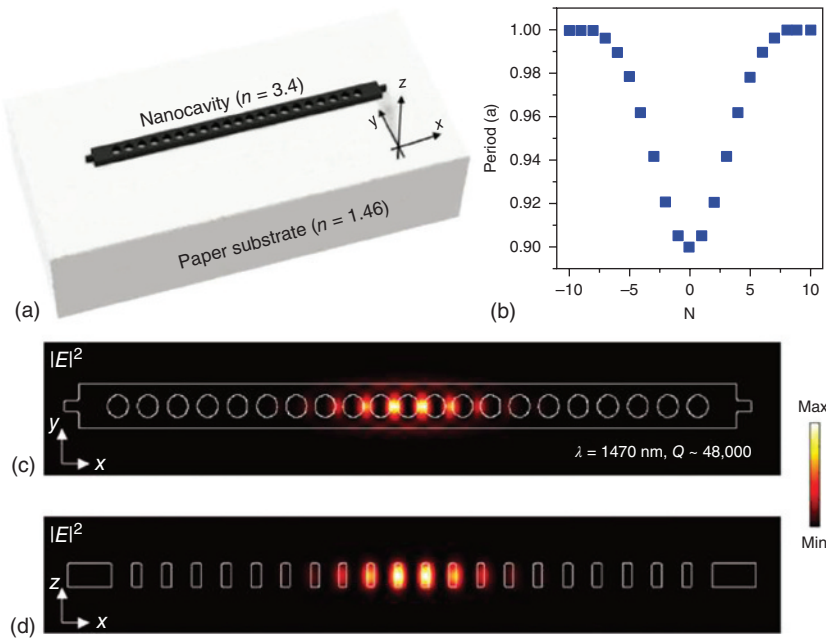 Nanocavity (n = 3.4)
z
y
x
Paper substrate (n = 1.46)
(a)
1.00
0.98
0.96
0.94
0.92
0.90
Period (a)
−10
−5
0
5
10
N
(b)
|E|²
y
x
λ = 1470 nm, Q ~ 48,000
(c)
Max
Min
|E|²
z
x
(d)